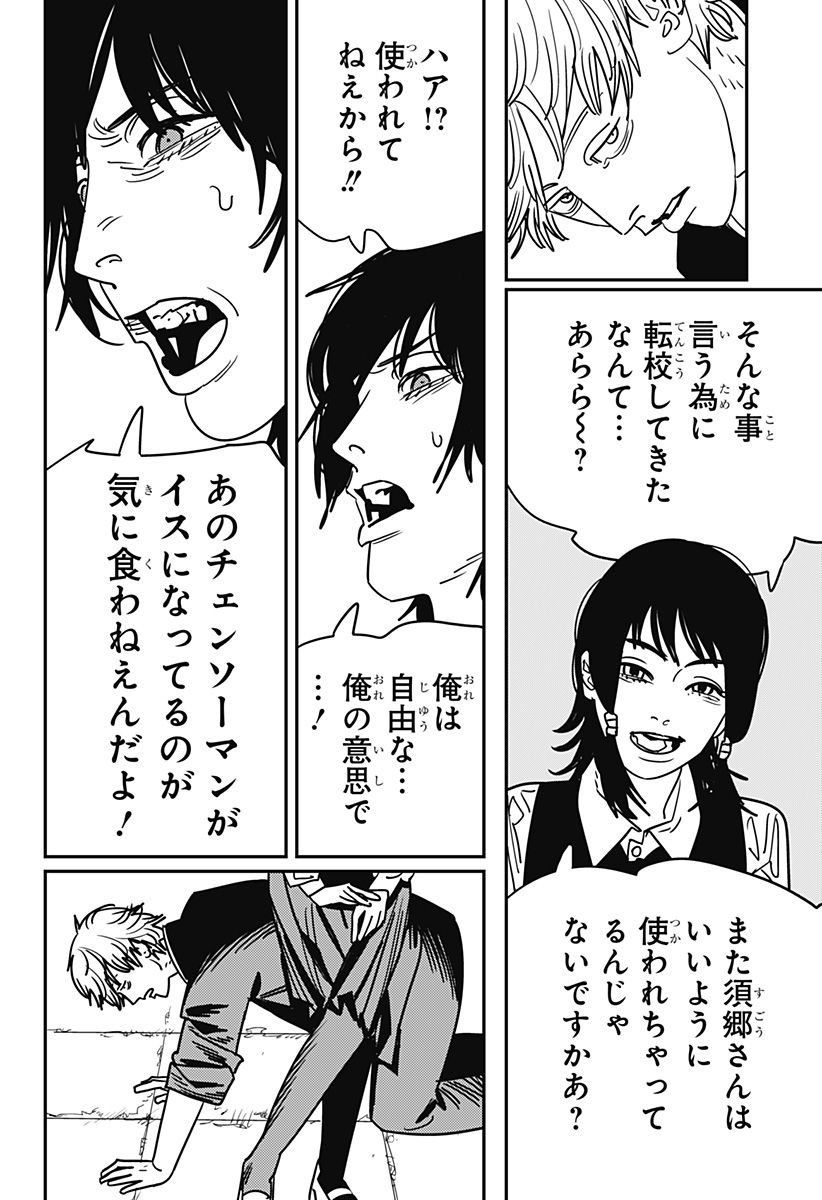 そんな事
言う為に
転校してきた
なんて…
あらら〜?
また須郷さんは
いいように
使われちゃって
るんじゃ
ないですかあ?
ハア!?
使われて
ねえから!!
俺は
自由な…
俺の意思で
…!
あのチェンソーマンが
イスになってるのが
気に食わねえんだよ!